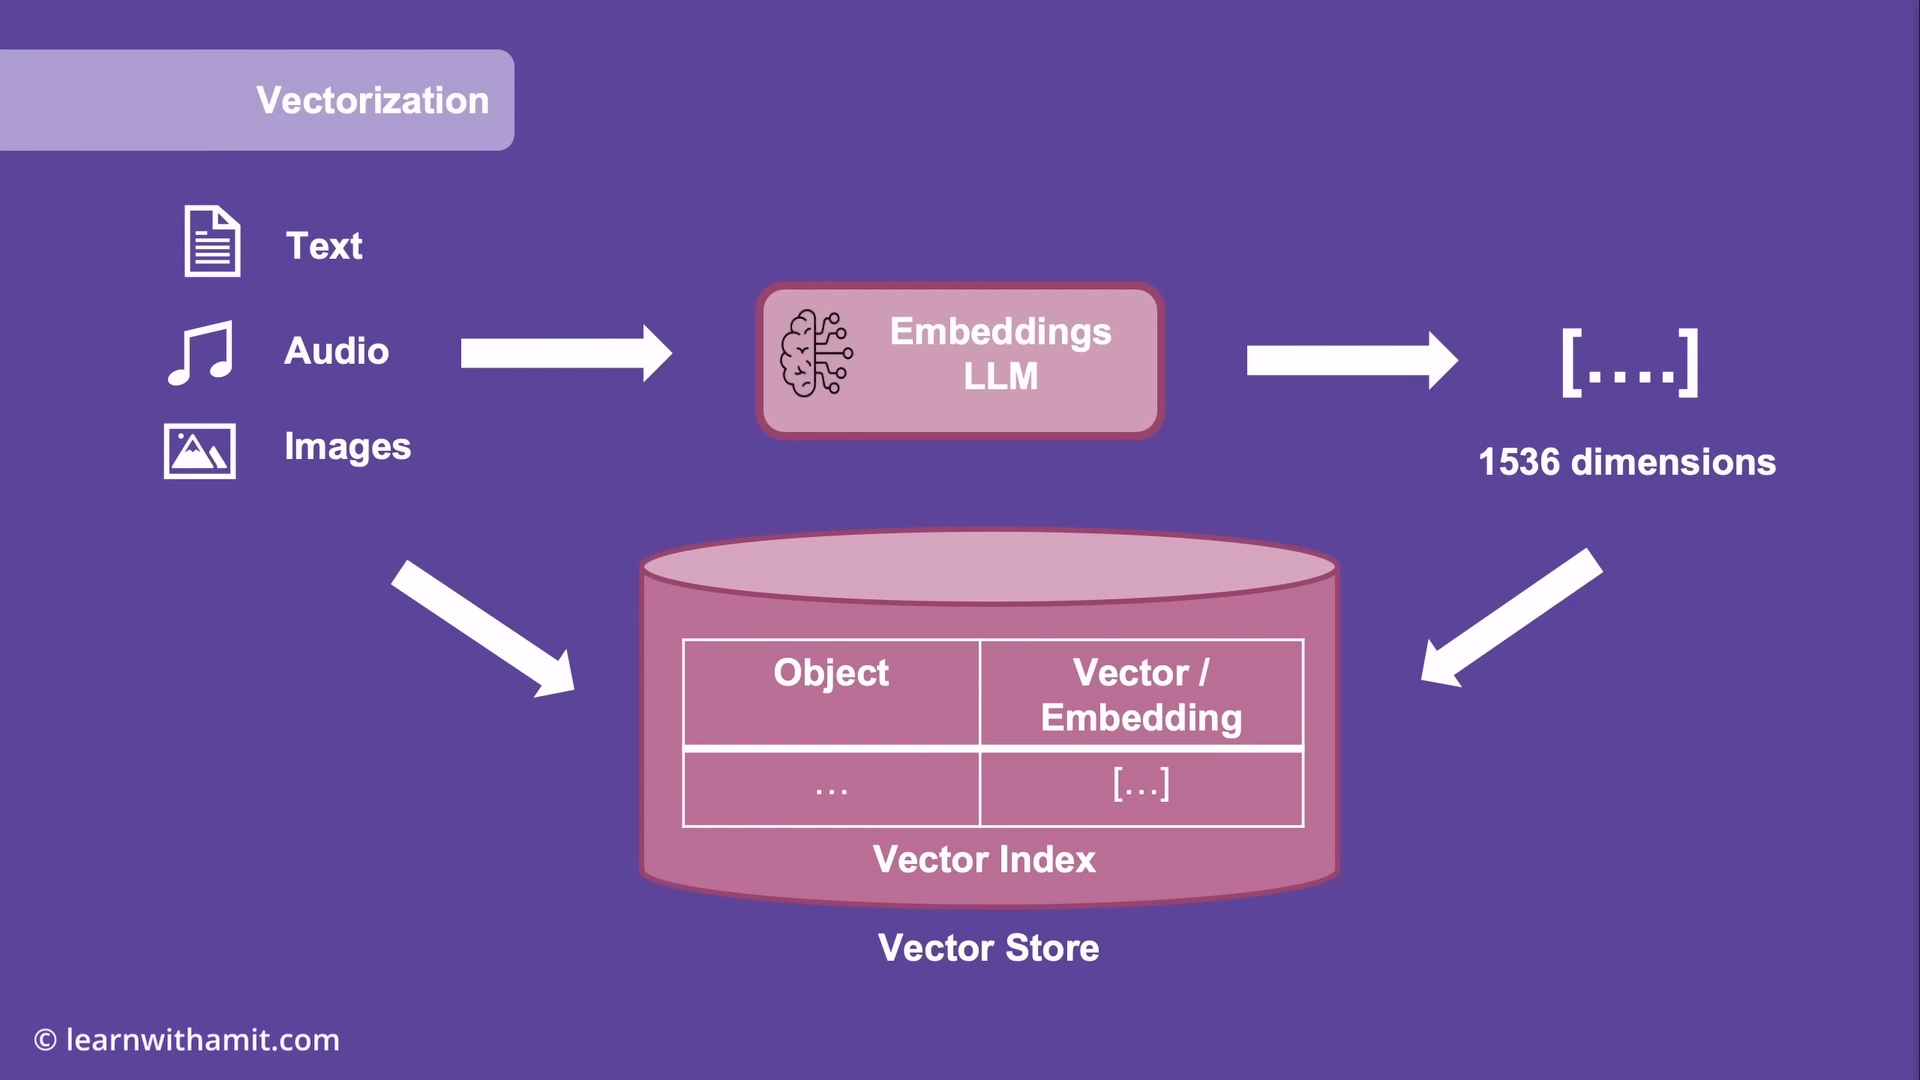 Vectorization
Text
Audio
Images
Embeddings
LLM
[....]
1536 dimensions
Object
Vector /
Embedding
...
[...]
Vector Index
Vector Store
© learnwithamit.com